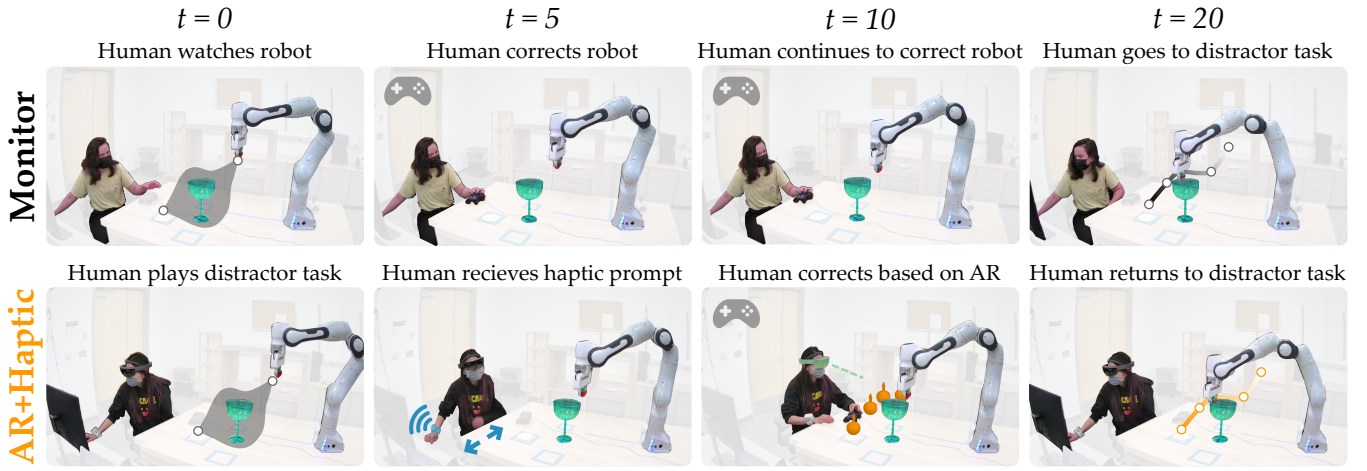 t = 0
t = 5
t = 10
t = 20
Monitor
Human watches robot
Human corrects robot
Human continues to correct robot
Human goes to distractor task
AR+Haptic
Human plays distractor task
Human recieves haptic prompt
Human corrects based on AR
Human returns to distractor task